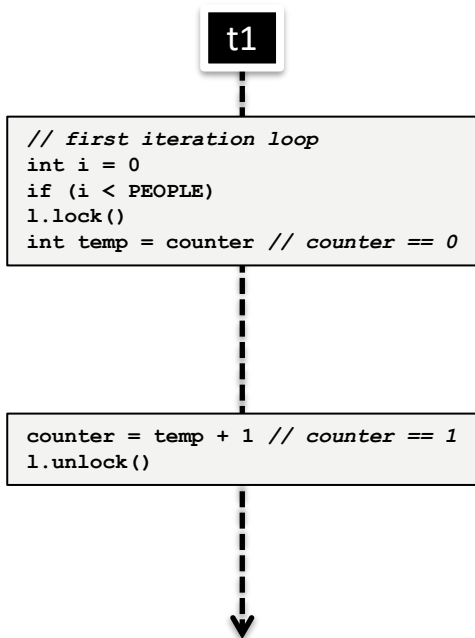 t1
// first iteration loop
int i = 0
if (i < PEOPLE)
l.lock()
int temp = counter // counter == 0
counter = temp + 1 // counter == 1
l.unlock()